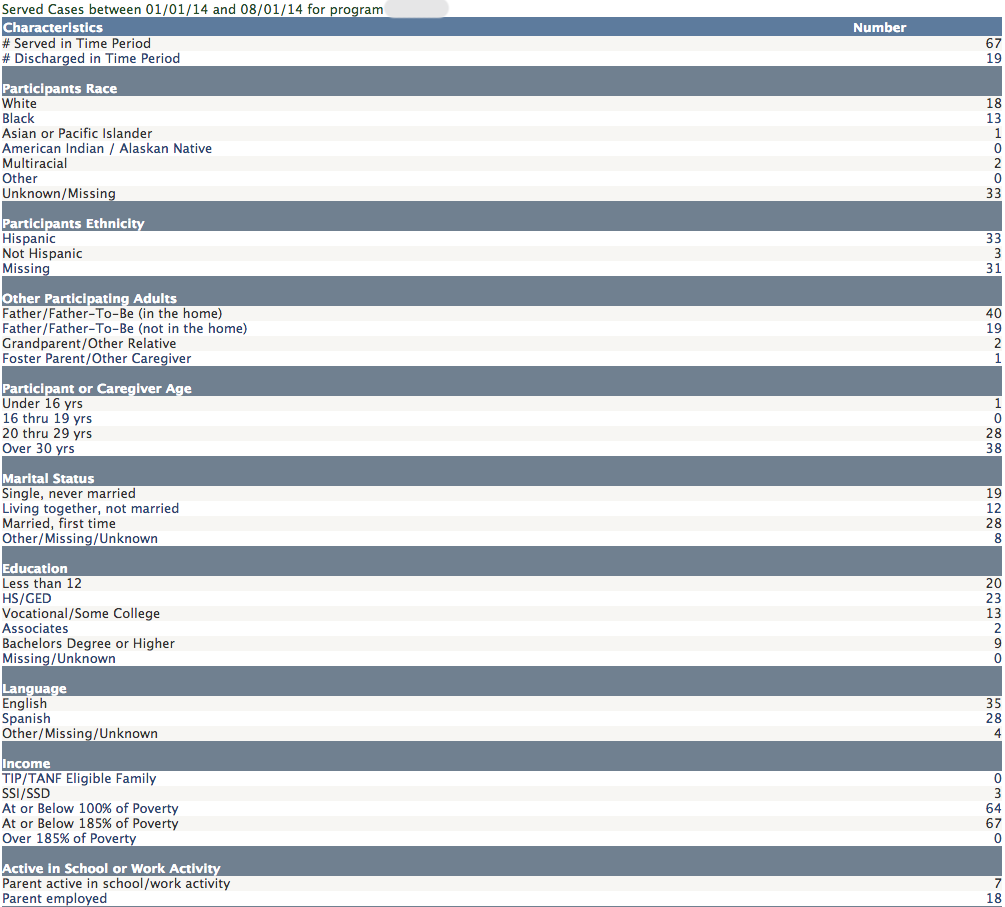 Served Cases between 01/01/14 and 08/01/14 for program
Characteristics Number
# Served in Time Period 67
# Discharged in Time Period 19
Participants Race
White 18
Black 13
Asian or Pacific Islander 1
American Indian / Alaskan Native 0
Multiracial 2
Other 0
Unknown/Missing 33
Participants Ethnicity
Hispanic 33
Not Hispanic 3
Missing 31
Other Participating Adults
Father/Father-To-Be (in the home) 40
Father/Father-To-Be (not in the home) 19
Grandparent/Other Relative 2
Foster Parent/Other Caregiver 1
Participant or Caregiver Age
Under 16 yrs 1
16 thru 19 yrs 0
20 thru 29 yrs 28
Over 30 yrs 38
Marital Status
Single, never married 19
Living together, not married 12
Married, first time 28
Other/Missing/Unknown 8
Education
Less than 12 20
HS/GED 23
Vocational/Some College 13
Associates 2
Bachelors Degree or Higher 9
Missing/Unknown 0
Language
English 35
Spanish 28
Other/Missing/Unknown 4
Income
TIP/TANF Eligible Family 0
SSI/SSD 3
At or Below 100% of Poverty 64
At or Below 185% of Poverty 67
Over 185% of Poverty 0
Active in School or Work Activity
Parent active in school/work activity 7
Parent employed 18